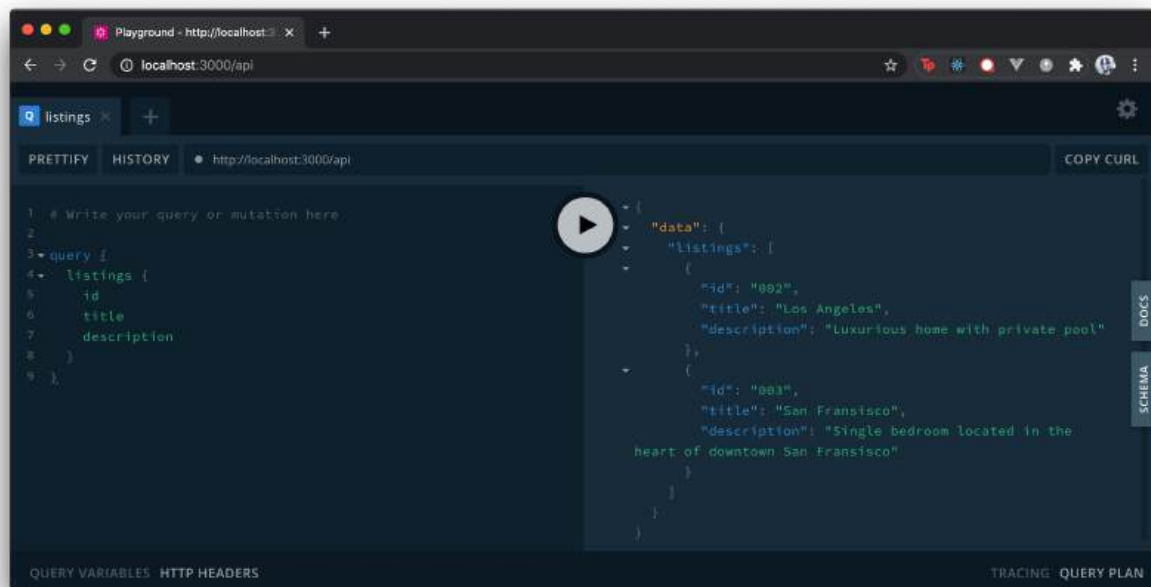 Playground - http://localhost:3
localhost:3000/api
Q listings
PRETTIFY HISTORY http://localhost:3000/api COPY CURL
1 # Write your query or mutation here
2
3 query {
4 listings {
5 id
6 title
7 description
8 }
9 }
{
"data": {
"listings": [
{
"id": "002",
"title": "Los Angeles",
"description": "Luxurious home with private pool"
},
{
"id": "003",
"title": "San Fransisco",
"description": "Single bedroom located in the
heart of downtown San Fransisco"
}
]
}
}
DOCS
SCHEMA
QUERY VARIABLES HTTP HEADERS TRACING QUERY PLAN